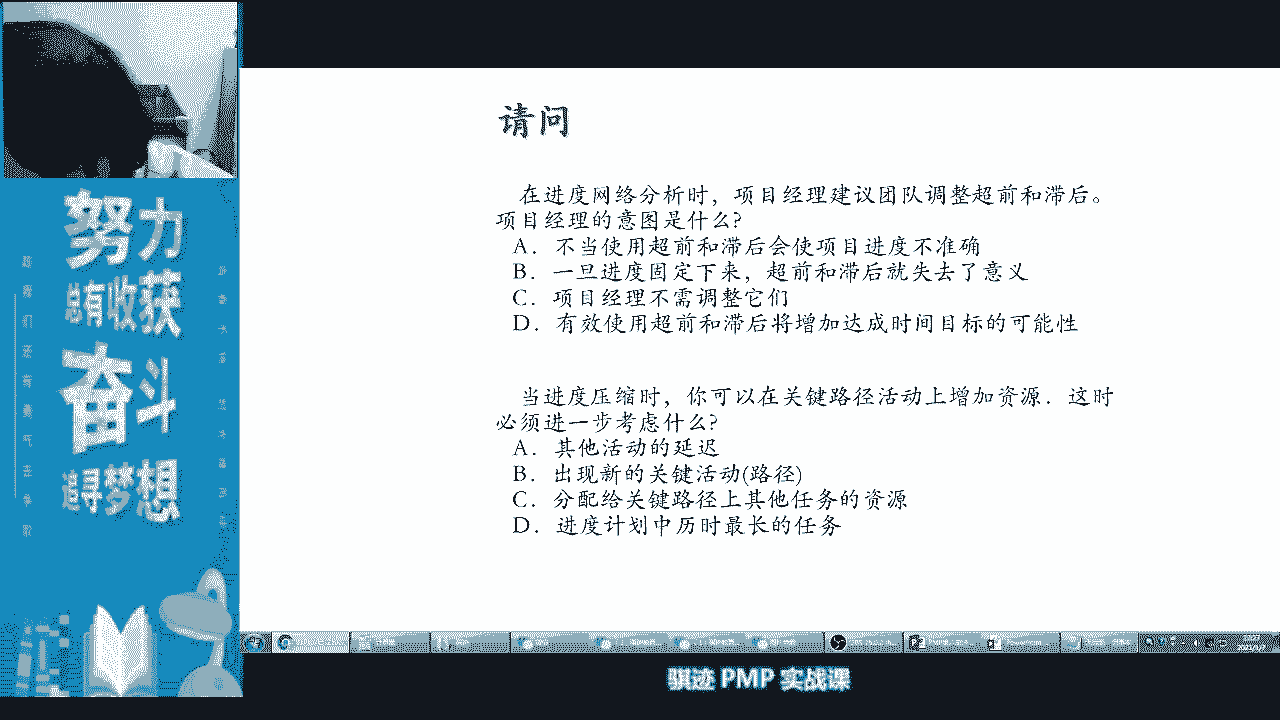 请问
在进度网络分析时，项目经理建议团队调整超前和滞后。
项目经理的意图是什么?
A. 不当使用超前和滞后会使项目进度不准确
B. 一旦进度固定下来，超前和滞后就失去了意义
C. 项目经理不需调整它们
D. 有效使用超前和滞后将增加达成时间目标的可能性
当进度压缩时，你可以在关键路径活动上增加资源. 这时
必须进一步考虑什么?
A. 其他活动的延迟
B. 出现新的关键活动(路径)
C. 分配给关键路径上其他任务的资源
D. 进度计划中历时最长的任务
努力
总有收获
奋斗
追寻梦想
骐迹 PMP 实战课